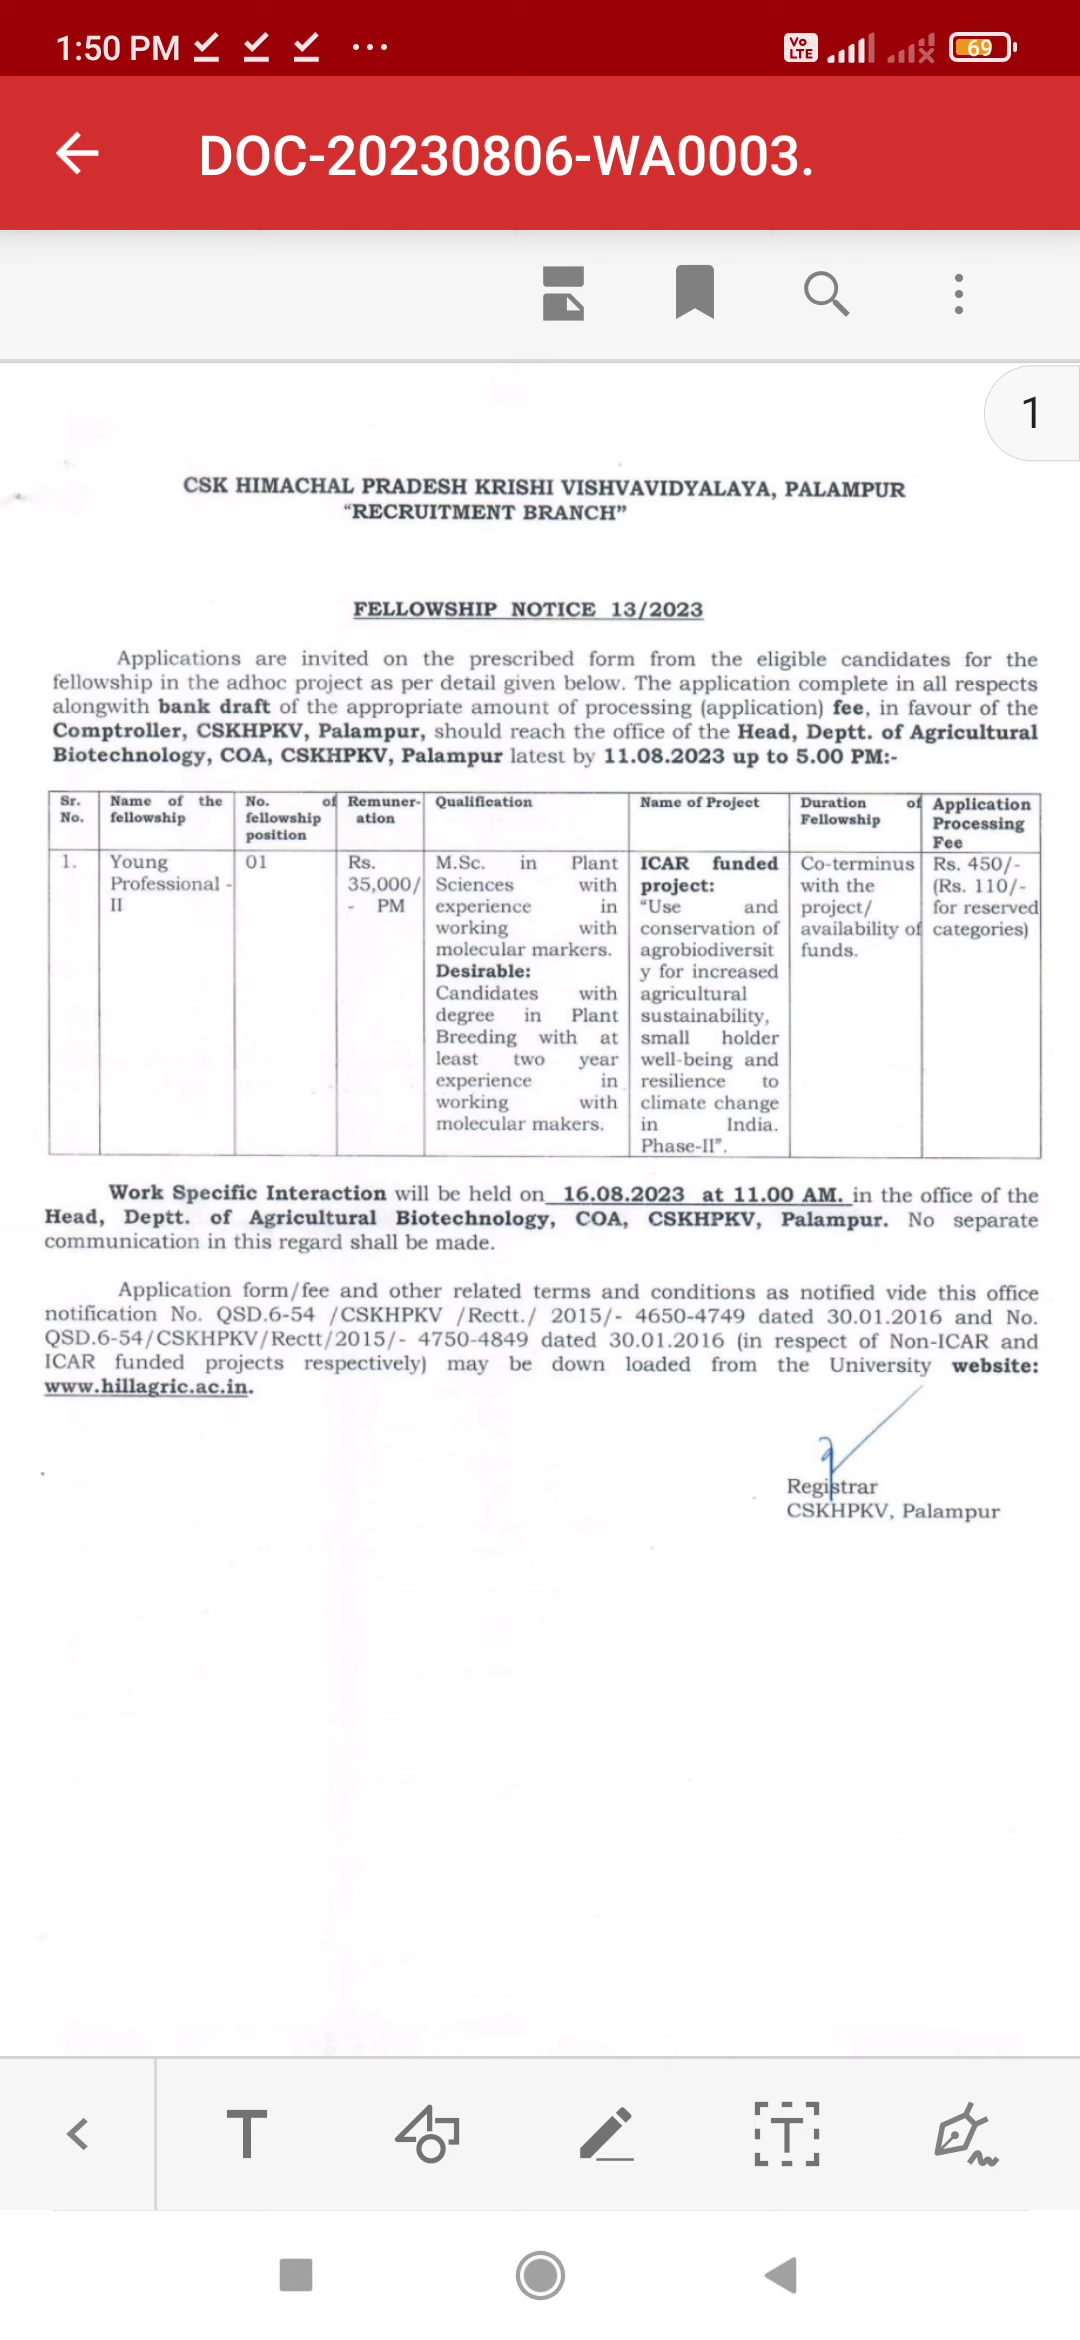 1:50 PM
Vo LTE
69
DOC-20230806-WA0003.
1
CSK HIMACHAL PRADESH KRISHI VISHVAVIDYALAYA, PALAMPUR
"RECRUITMENT BRANCH"
FELLOWSHIP NOTICE 13/2023
Applications are invited on the prescribed form from the eligible candidates for the
fellowship in the adhoc project as per detail given below. The application complete in all respects
alongwith bank draft of the appropriate amount of processing (application) fee, in favour of the
Comptroller, CSKHPKV, Palampur, should reach the office of the Head, Deptt. of Agricultural
Biotechnology, COA, CSKHPKV, Palampur latest by 11.08.2023 up to 5.00 PM:-
Sr.
No.
Name of the
fellowship
No. of
fellowship
position
Remuner-
ation
Qualification
Name of Project
Duration of
Fellowship
Application
Processing
Fee
1.
Young
Professional -
II
01
Rs.
35,000/
- PM
M.Sc. in Plant
Sciences with
experience in
working with
molecular markers.
Desirable:
Candidates with
degree in Plant
Breeding with at
least two year
experience in
working with
molecular makers.
ICAR funded
project:
"Use and
conservation of
agrobiodiversit
y for increased
agricultural
sustainability,
small holder
well-being and
resilience to
climate change
in India.
Phase-II".
Co-terminus
with the
project/
availability of
funds.
Rs. 450/-
(Rs. 110/-
for reserved
categories)
Work Specific Interaction will be held on 16.08.2023 at 11.00 AM. in the office of the
Head, Deptt. of Agricultural Biotechnology, COA, CSKHPKV, Palampur. No separate
communication in this regard shall be made.
Application form/fee and other related terms and conditions as notified vide this office
notification No. QSD.6-54 /CSKHPKV /Rectt./ 2015/- 4650-4749 dated 30.01.2016 and No.
QSD.6-54/CSKHPKV/Rectt/2015/- 4750-4849 dated 30.01.2016 (in respect of Non-ICAR and
ICAR funded projects respectively) may be down loaded from the University website:
www.hillagric.ac.in.
Registrar
CSKHPKV, Palampur
T
T